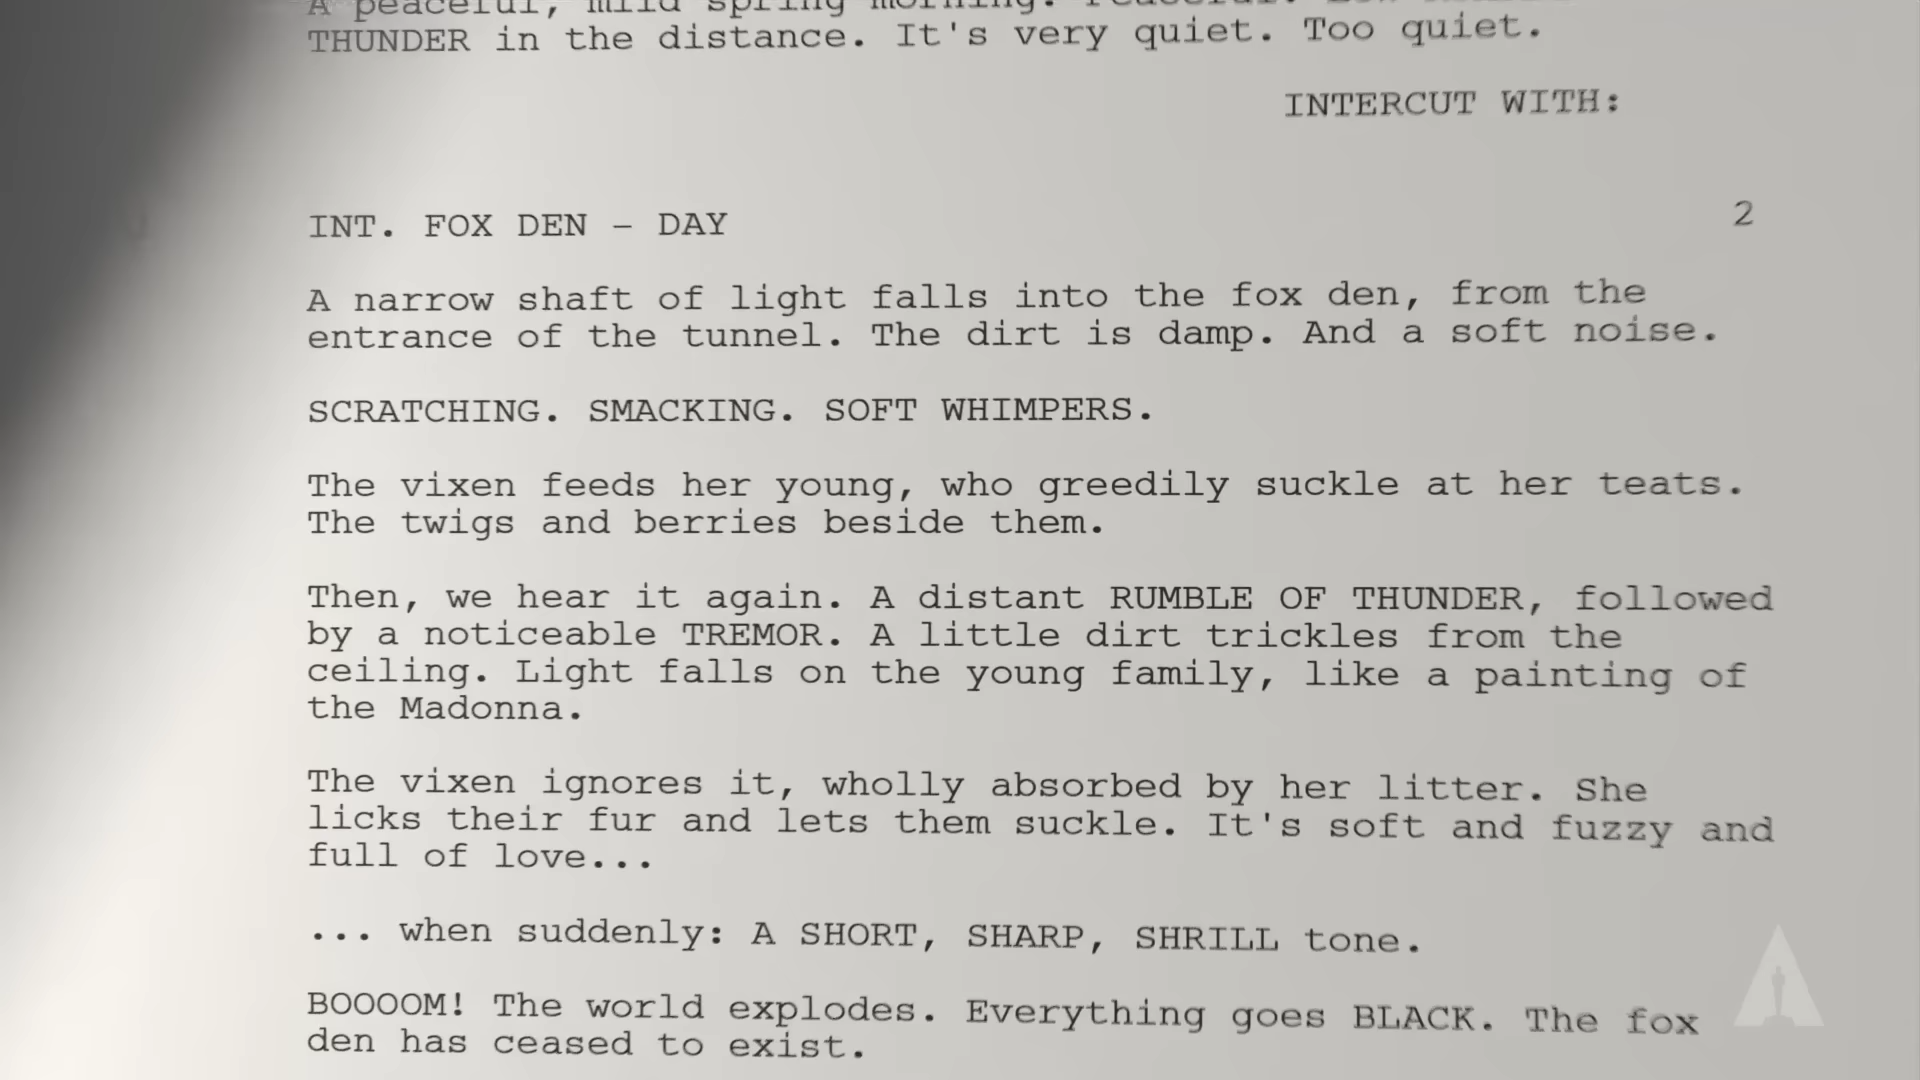 A peaceful, mild spring morning.
THUNDER in the distance. It's very quiet. Too quiet.
INTERCUT WITH:
INT. FOX DEN – DAY 2
A narrow shaft of light falls into the fox den, from the
entrance of the tunnel. The dirt is damp. And a soft noise.
SCRATCHING. SMACKING. SOFT WHIMPERS.
The vixen feeds her young, who greedily suckle at her teats.
The twigs and berries beside them.
Then, we hear it again. A distant RUMBLE OF THUNDER, followed
by a noticeable TREMOR. A little dirt trickles from the
ceiling. Light falls on the young family, like a painting of
the Madonna.
The vixen ignores it, wholly absorbed by her litter. She
licks their fur and lets them suckle. It's soft and fuzzy and
full of love...
... when suddenly: A SHORT, SHARP, SHRILL tone.
BOOOOM! The world explodes. Everything goes BLACK. The fox
den has ceased to exist.